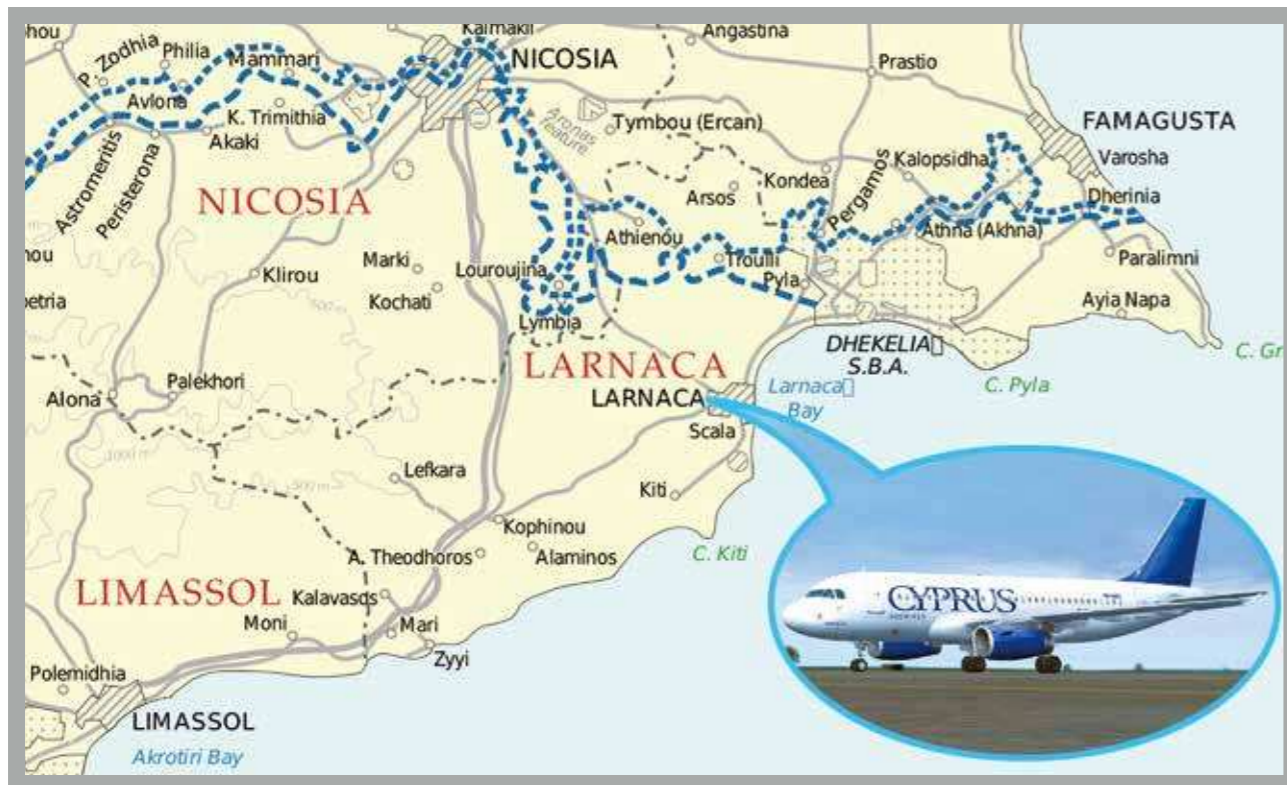 Kaimakli
NICOSIA
Angastina
Prastio
P. Zodhia
Philia
Mammari
Avlona
K. Trimithia
Akaki
Astromeritis
Peristerona
Aronas
feature
Tymbou (Ercan)
FAMAGUSTA
Varosha
Dherinia
Kalopsidha
Kondea
Pergamos
Arsos
NICOSIA
Athna (Akhna)
Athienou
Troulli
Pyla
Paralimni
Ayia Napa
Marki
Louroujina
Klirou
Kochati
Lymbia
DHEKELIA
S.B.A.
C. Gr
C. Pyla
LARNACA
LARNACA
Larnaca
Bay
Palekhori
Alona
Scala
Lefkara
Kiti
Kophinou
C. Kiti
A. Theodhoros
Alaminos
LIMASSOL
Kalavasos
Moni
Mari
Zyyi
Polemidhia
LIMASSOL
Akrotiri Bay
CYPRUS